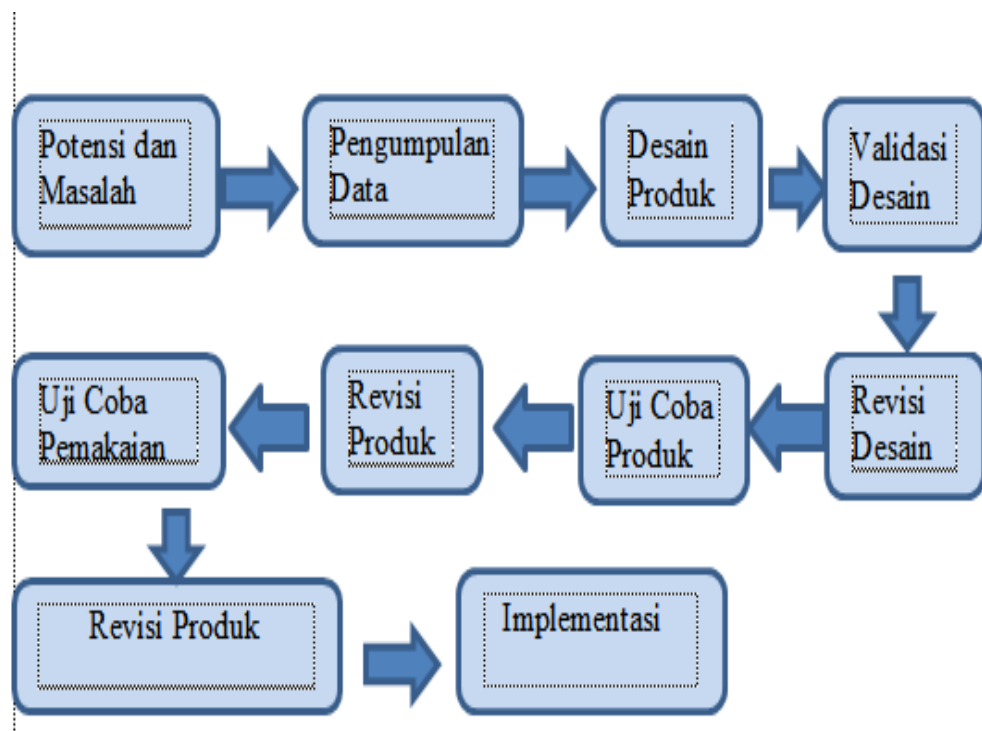 Potensi dan
Masalah
Pengumpulan
Data
Desain
Produk
Validasi
Desain
Revisi
Desain
Uji Coba
Produk
Revisi
Produk
Uji Coba
Pemakaian
Revisi Produk
Implementasi